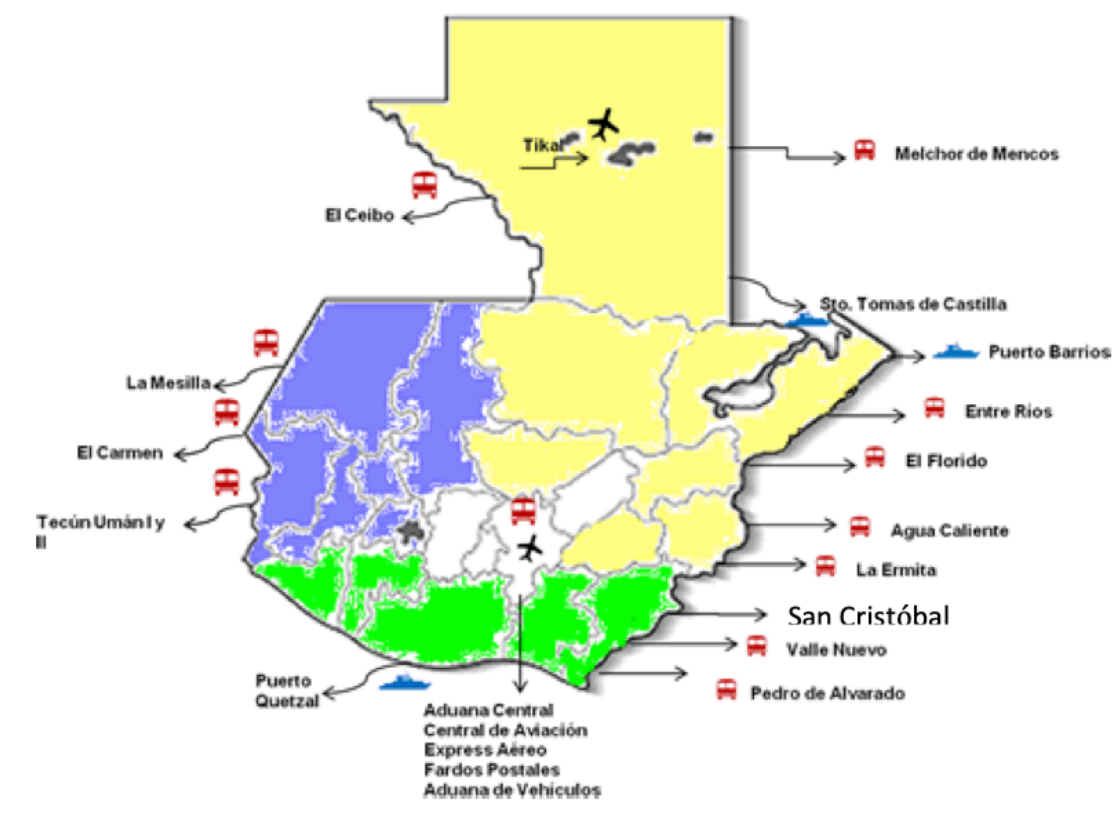 Tikal
Melchor de Mencos
El Ceibo
Sto. Tomas de Castilla
Puerto Barrios
La Mesilla
Entre Rios
El Carmen
El Florido
Tecún Umán I y
II
Agua Caliente
La Ermita
San Cristóbal
Valle Nuevo
Puerto
Quetzal
Pedro de Alvarado
Aduana Central
Central de Aviación
Express Aéreo
Fardos Postales
Aduana de Vehículos